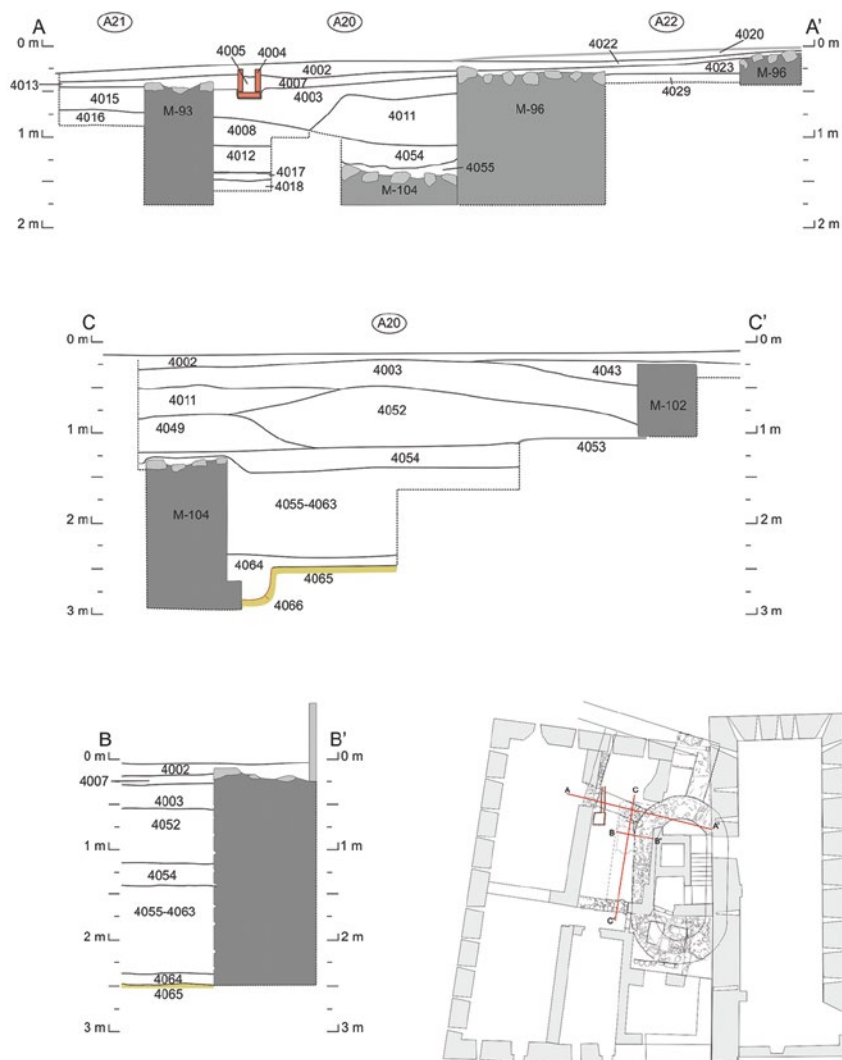 A A21 A20 A22 A'
0 m 4005 4004 4022 4020 0 m
4013 4002 4023 M-96
4015 4007 4003 4029
4016 M-93 4008 4011 M-96
1 m 4012 4054 1 m
4017 4055
4018 M-104
2 m 2 m
C A20 C'
0 m 0 m
4002 4003 4043
4011 4052 M-102
1 m 4049 4053 1 m
4054
2 m M-104 4055-4063 2 m
4064 4065
3 m 4066 3 m
B B'
0 m 4002 0 m
4007
4003
4052
1 m 1 m
4054
4055-4063
2 m 2 m
4064
4065
3 m 3 m
A C
B B' A'
C'